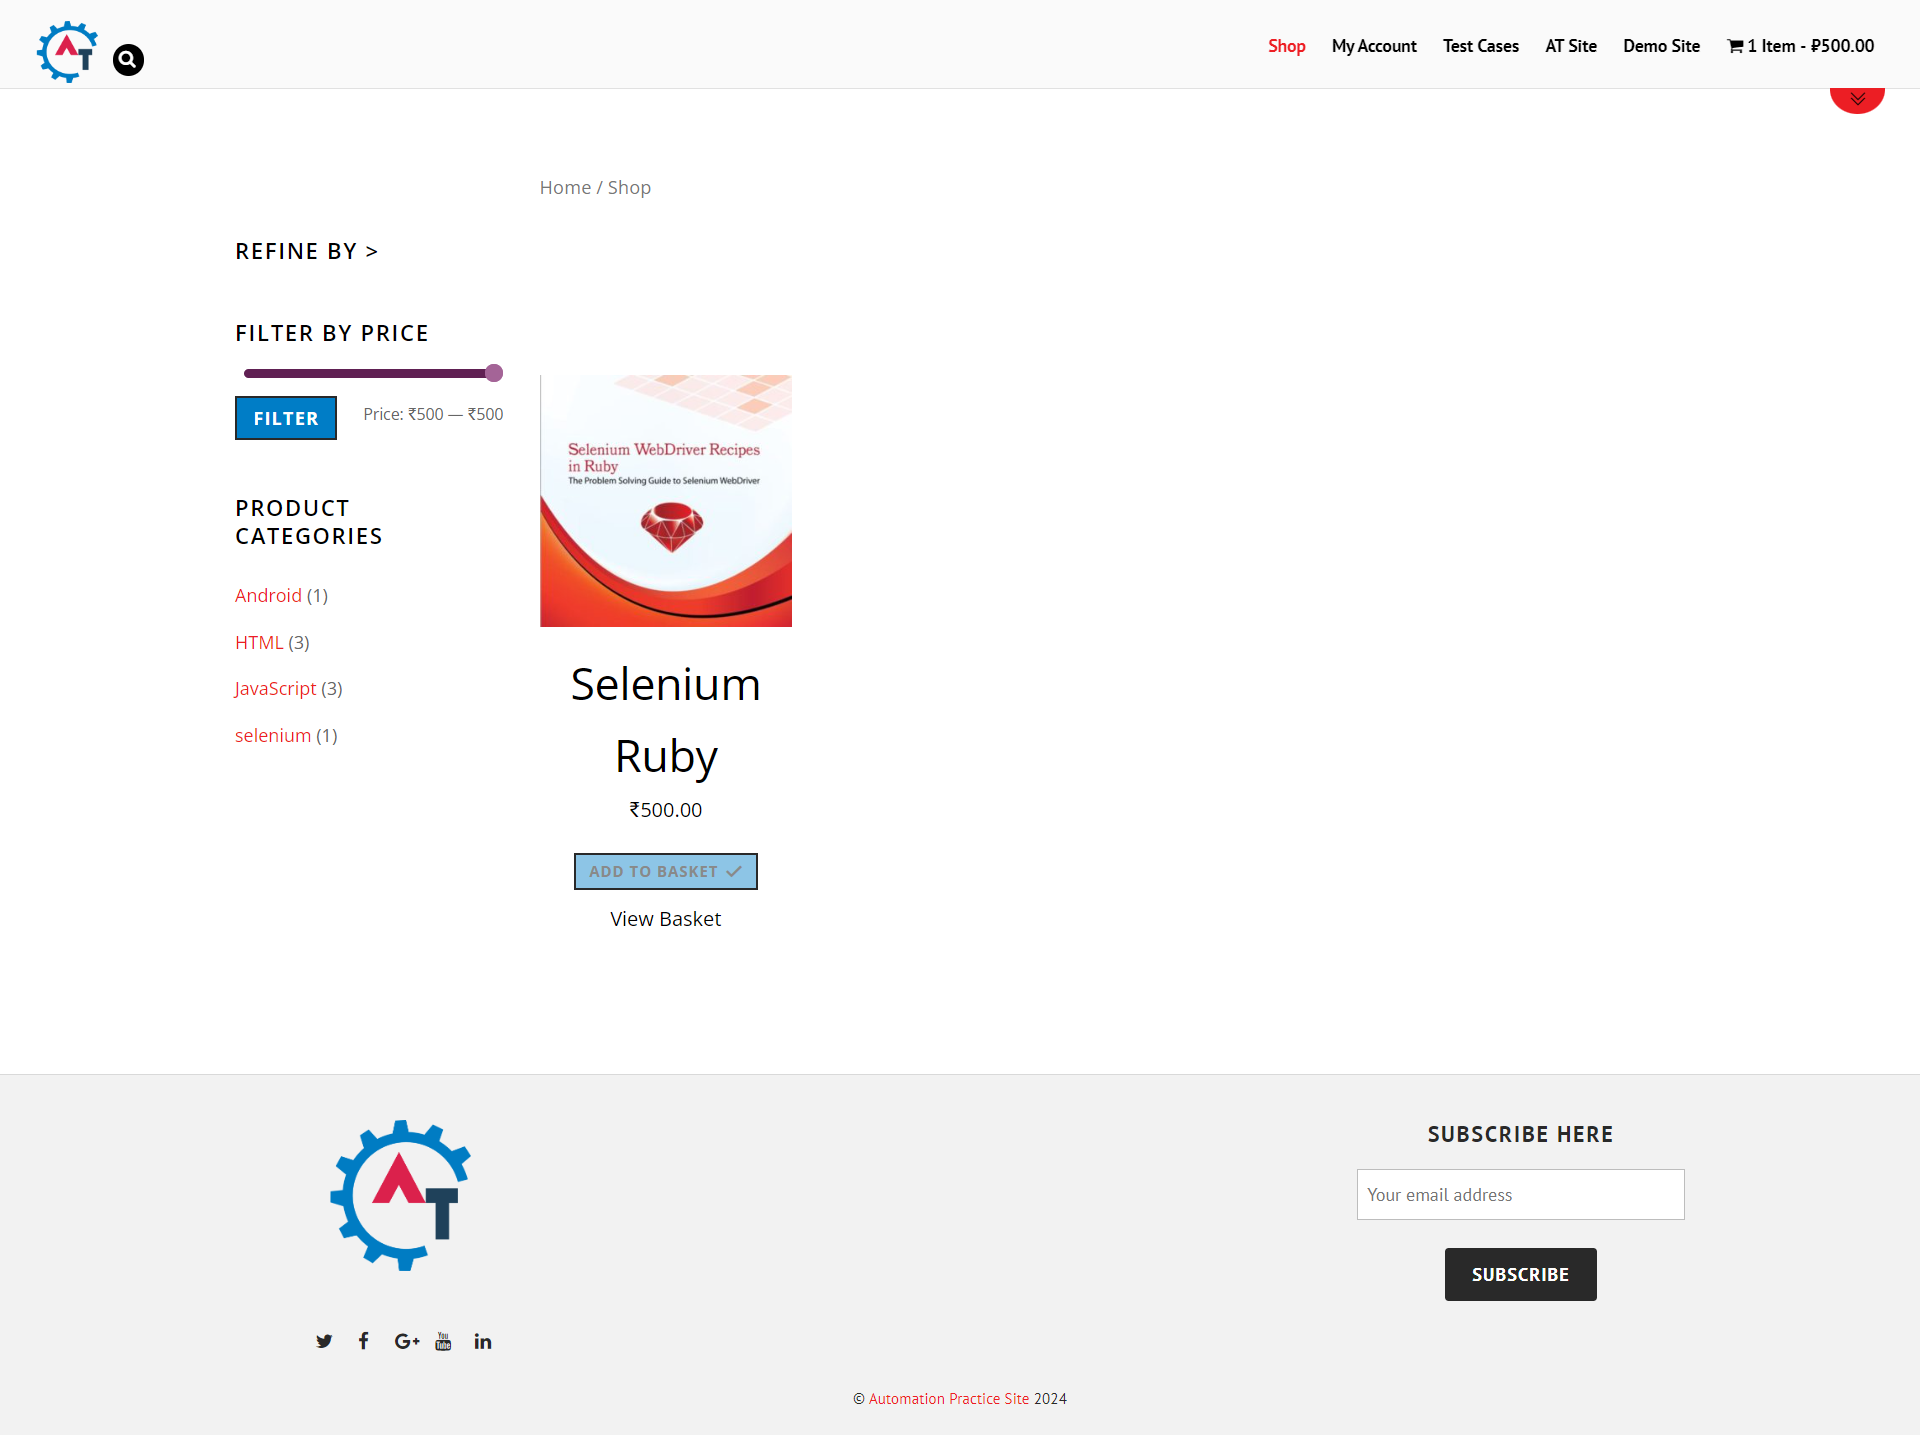 AT
Shop
My Account
Test Cases
AT Site
Demo Site
1 Item - ₽500.00
Home / Shop
REFINE BY >
FILTER BY PRICE
FILTER
Price: ₹500 — ₹500
PRODUCT
CATEGORIES
Android (1)
HTML (3)
JavaScript (3)
selenium (1)
Selenium WebDriver Recipes
in Ruby
The Problem Solving Guide to Selenium WebDriver
Selenium
Ruby
₹500.00
ADD TO BASKET
View Basket
AT
SUBSCRIBE HERE
Your email address
SUBSCRIBE
You
Tube
© Automation Practice Site 2024